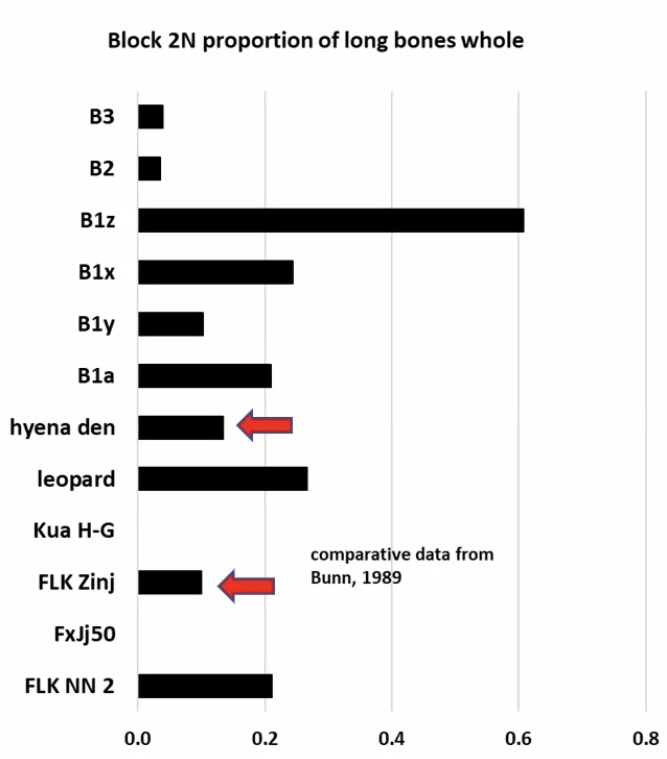 Block 2N proportion of long bones whole
B3
B2
B1z
B1x
B1y
B1a
hyena den
leopard
Kua H-G
comparative data from
Bunn, 1989
FLK Zinj
FxJj50
FLK NN 2
0.0 0.2 0.4 0.6 0.8